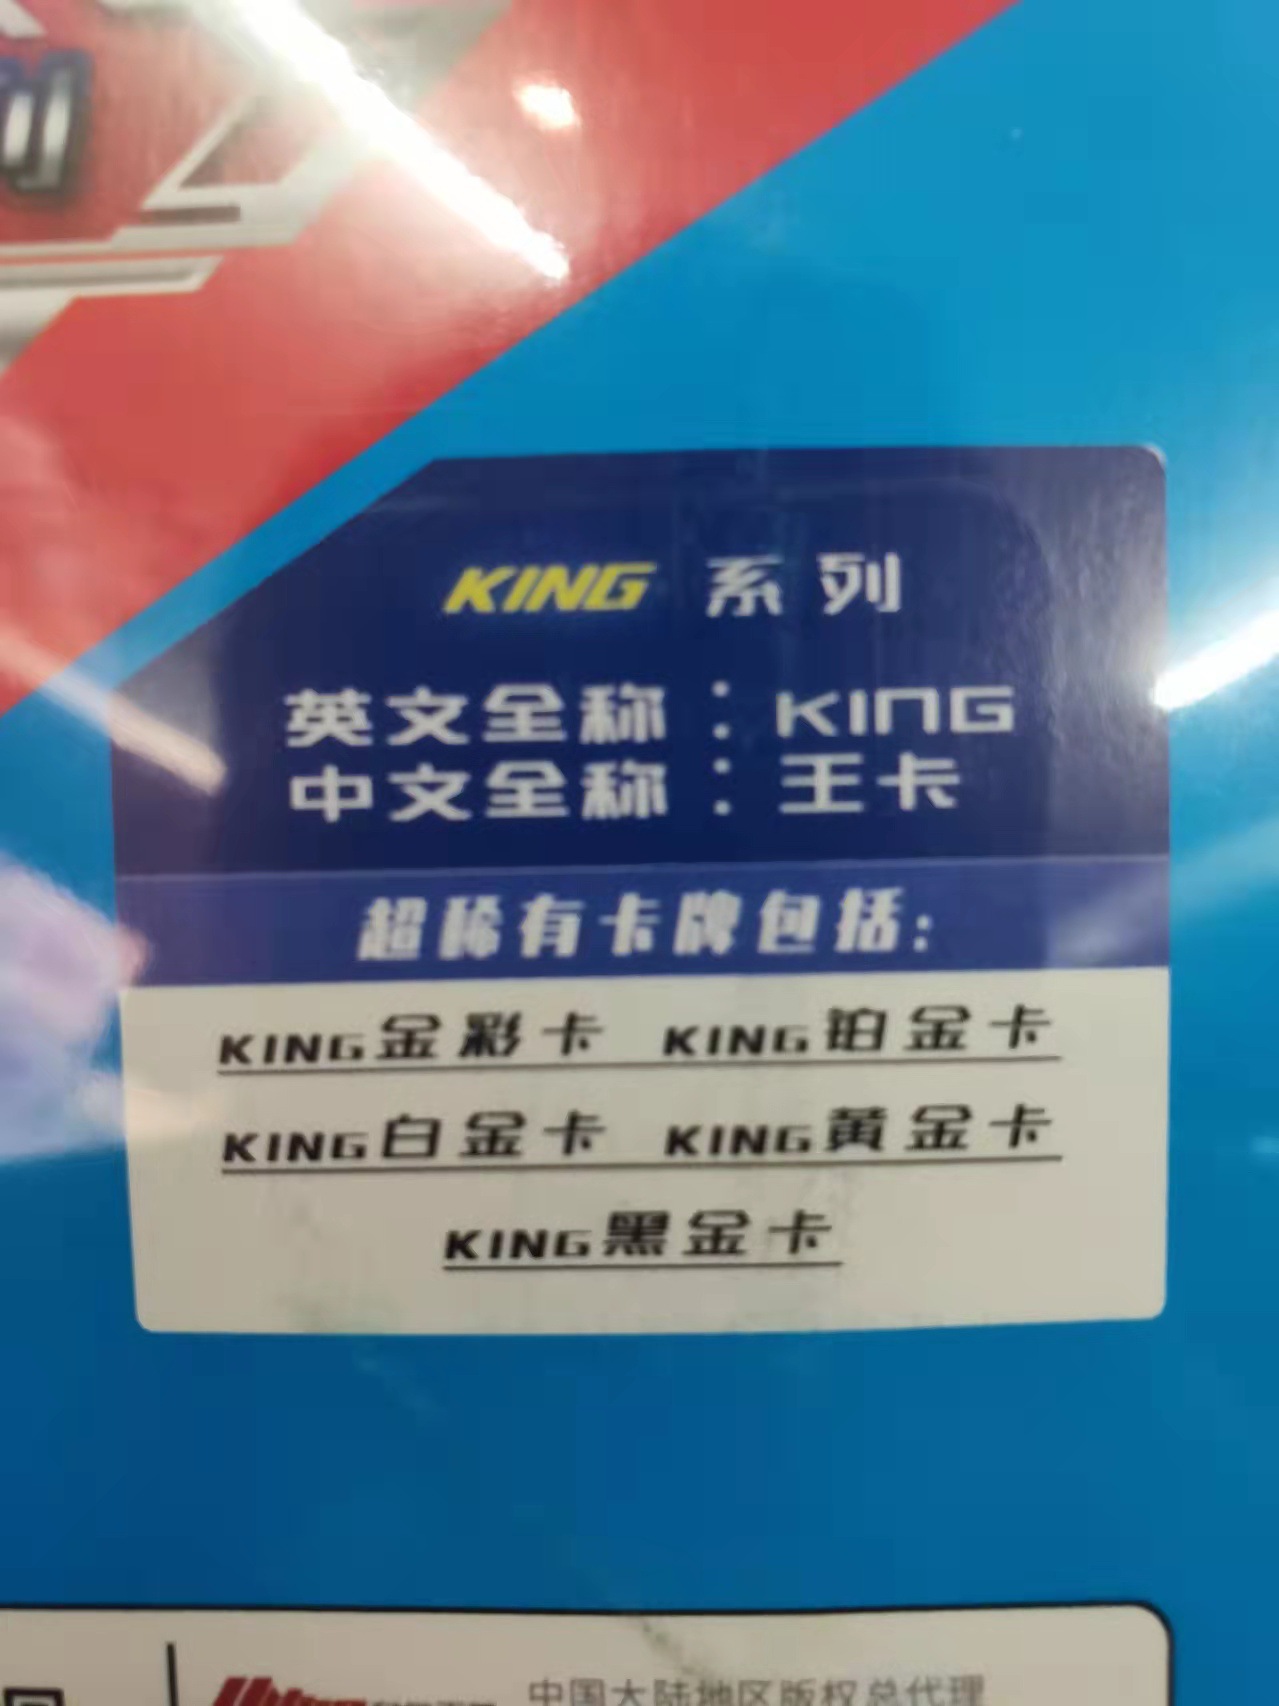 列
KING 系列
英文全称：KING
中文全称：王卡
超稀有卡牌包括:
KING金彩卡 KING铂金卡
KING白金卡 KING黄金卡
KING黑金卡
中国大陆地区版权总代理